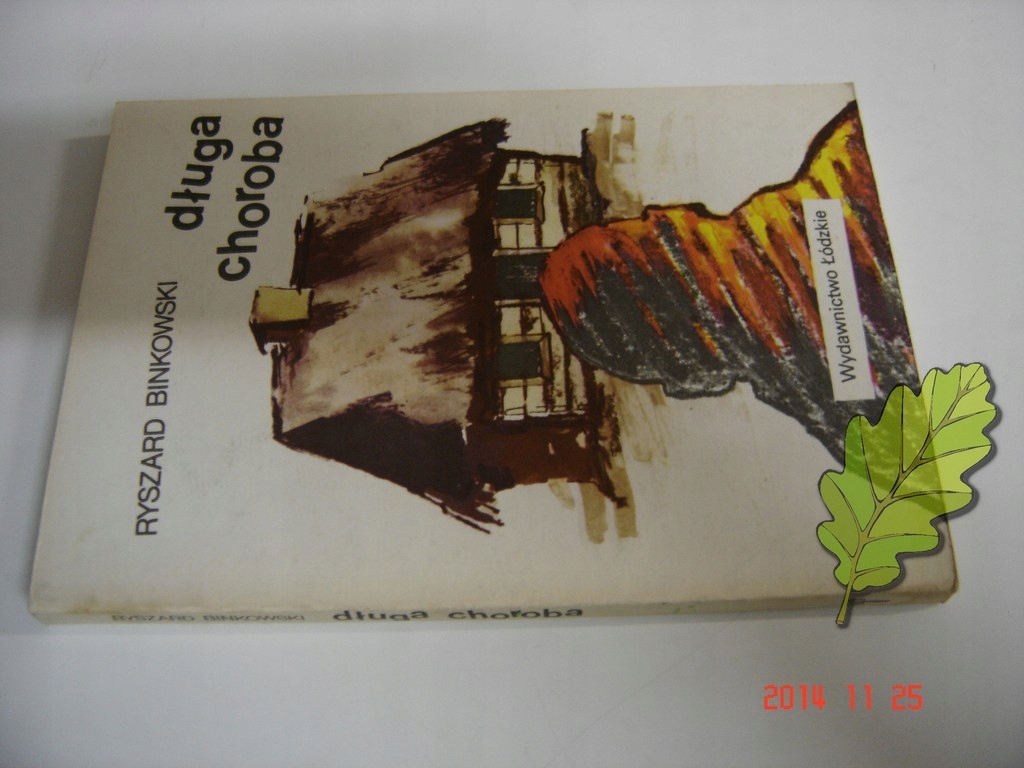 RYSZARD BINKOWSKI
długa
choroba
Wydawnictwo Łódzkie
RYSZARD BINKOWSKI długa choroba
2014 11 25